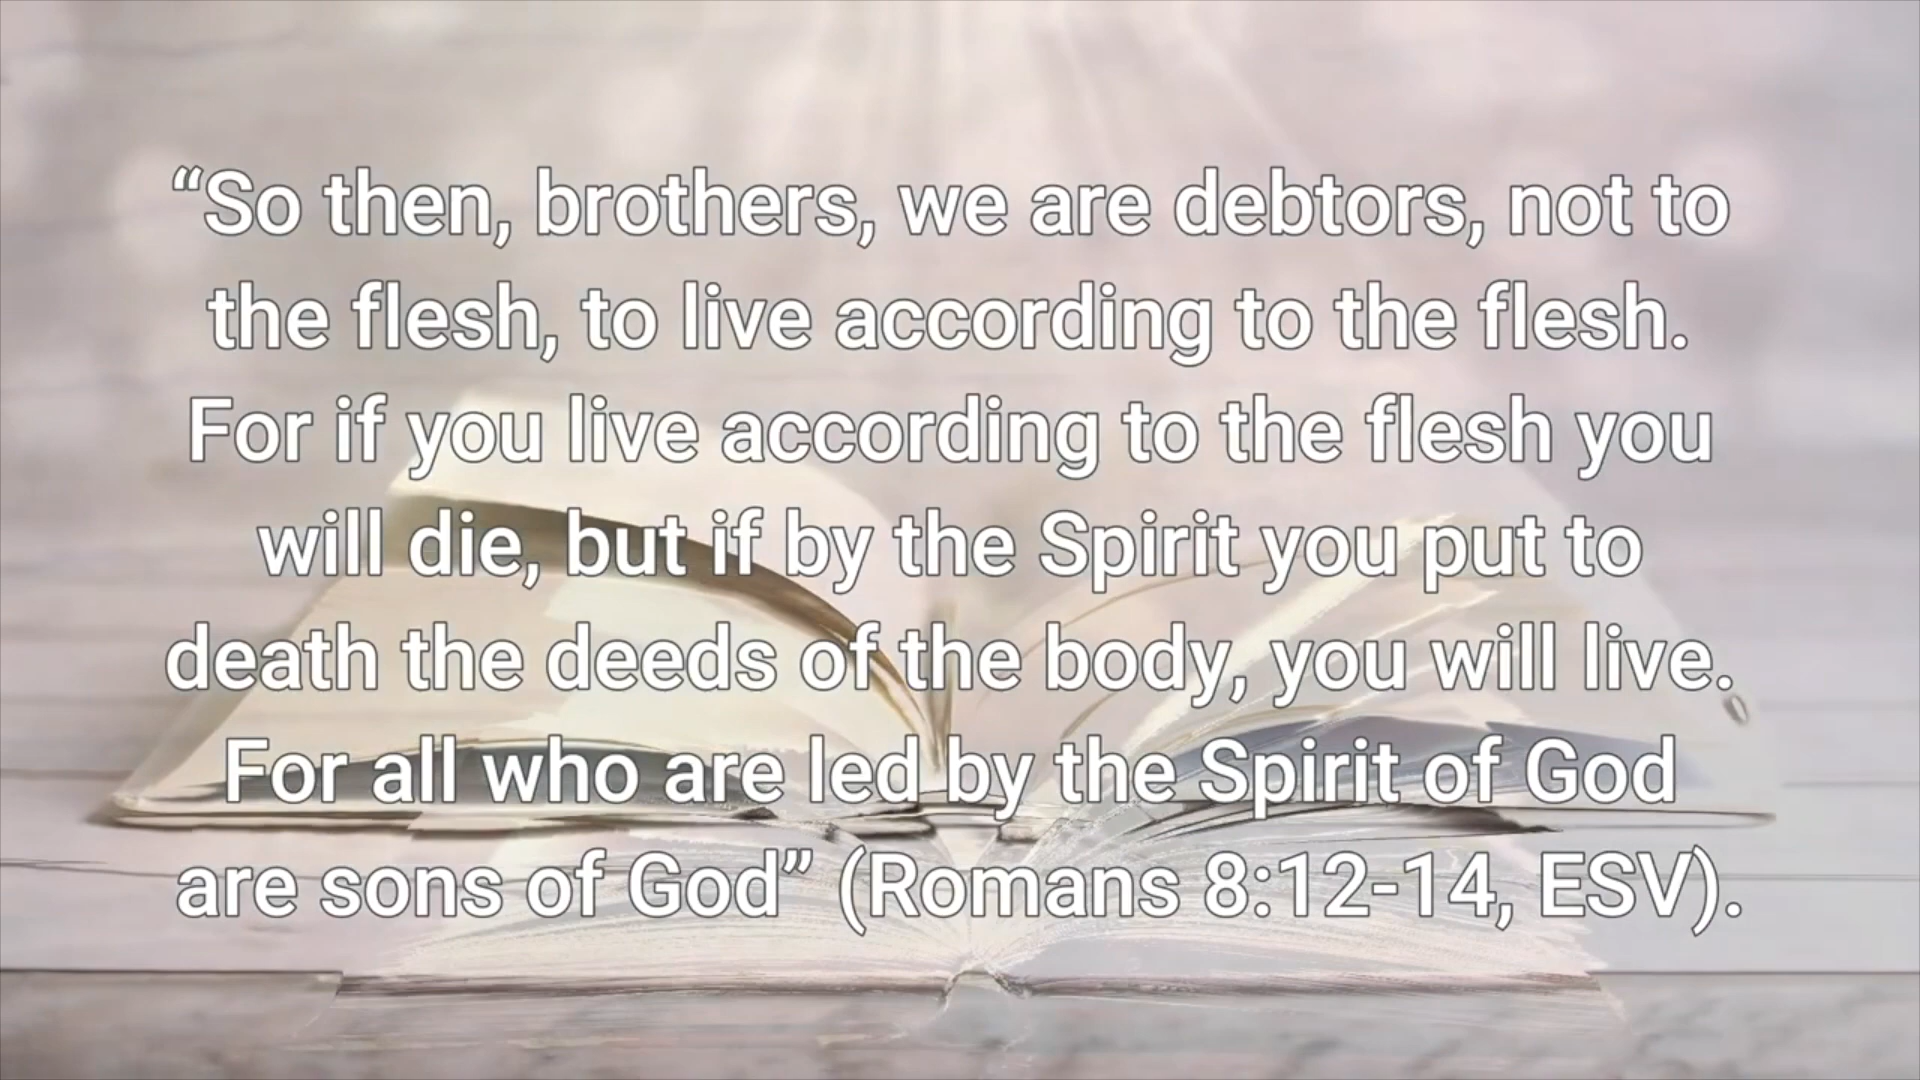 “So then, brothers, we are debtors, not to
the flesh, to live according to the flesh.
For if you live according to the flesh you
will die, but if by the Spirit you put to
death the deeds of the body, you will live.
For all who are led by the Spirit of God
are sons of God” (Romans 8:12-14, ESV).